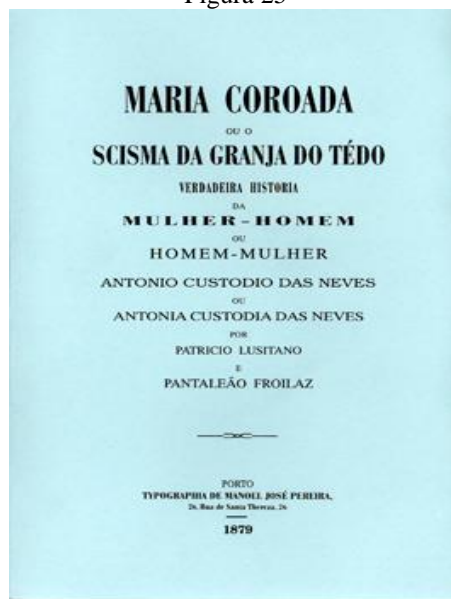 Figura 23
MARIA COROADA
OU O
SCISMA DA GRANJA DO TÉDO
VERDADEIRA HISTORIA
DA
MULHER-HOMEM
OU
HOMEM-MULHER
ANTONIO CUSTODIO DAS NEVES
OU
ANTONIA CUSTODIA DAS NEVES
POR
PATRICIO LUSITANO
E
PANTALEÃO FROILAZ
PORTO
TYPOGRAPHIA DE MANOEL JOSÉ PEREIRA,
26, Rua de Santa Thereza, 26
1879